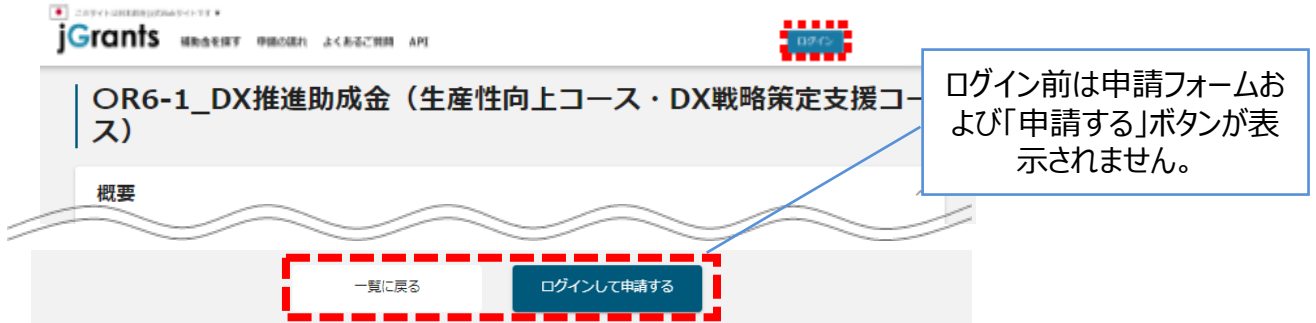 jGrants 補助金を探す 申請の流れ よくあるご質問 API
ログイン
〇R6-1_DX推進助成金（生産性向上コース・DX戦略策定支援コー
ス）
概要
ログイン前は申請フォームお
よび「申請する」ボタンが表
示されません。
一覧に戻る
ログインして申請する